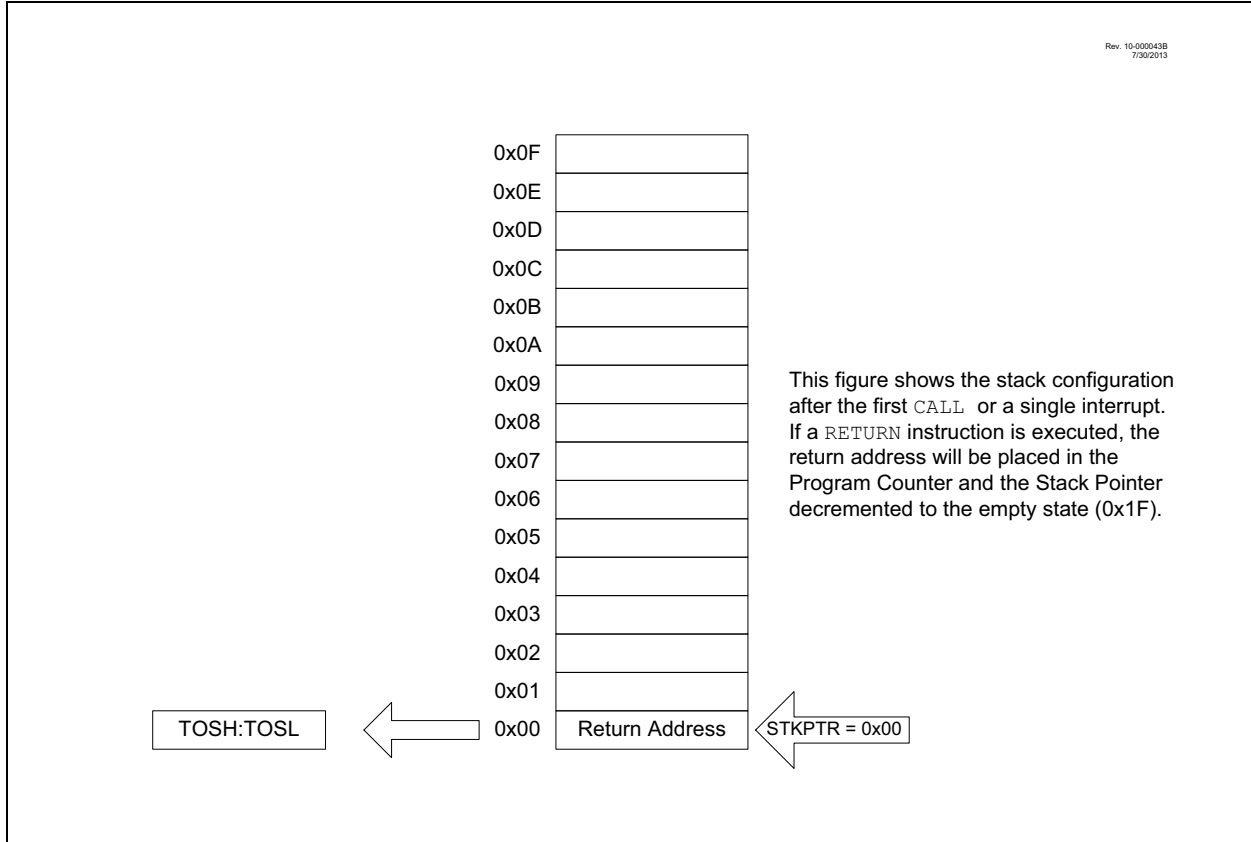 Rev. 10-000043B
7/30/2013
0x0F
0x0E
0x0D
0x0C
0x0B
0x0A
0x09
0x08
0x07
0x06
0x05
0x04
0x03
0x02
0x01
This figure shows the stack configuration
after the first CALL or a single interrupt.
If a RETURN instruction is executed, the
return address will be placed in the
Program Counter and the Stack Pointer
decremented to the empty state (0x1F).
TOSH:TOSL
0x00
Return Address
STKPTR = 0x00